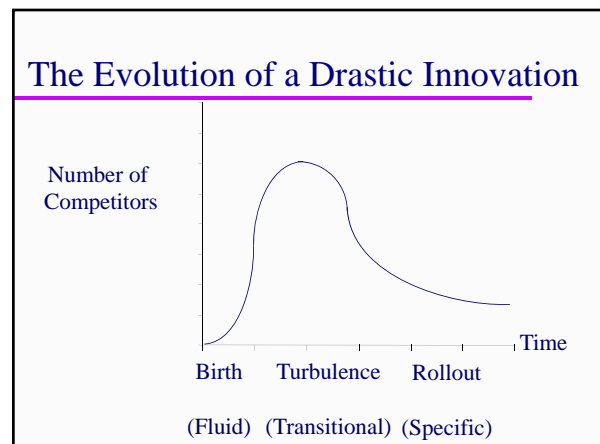 The Evolution of a Drastic Innovation
Number of
Competitors
Time
Birth Turbulence Rollout
(Fluid) (Transitional) (Specific)